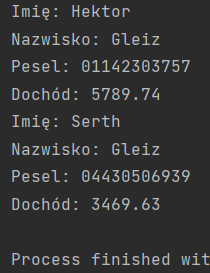 Imię: Hektor
Nazwisko: Gleiz
Pesel: 01142303757
Dochód: 5789.74
Imię: Serth
Nazwisko: Gleiz
Pesel: 04430506939
Dochód: 3469.63
Process finished wit